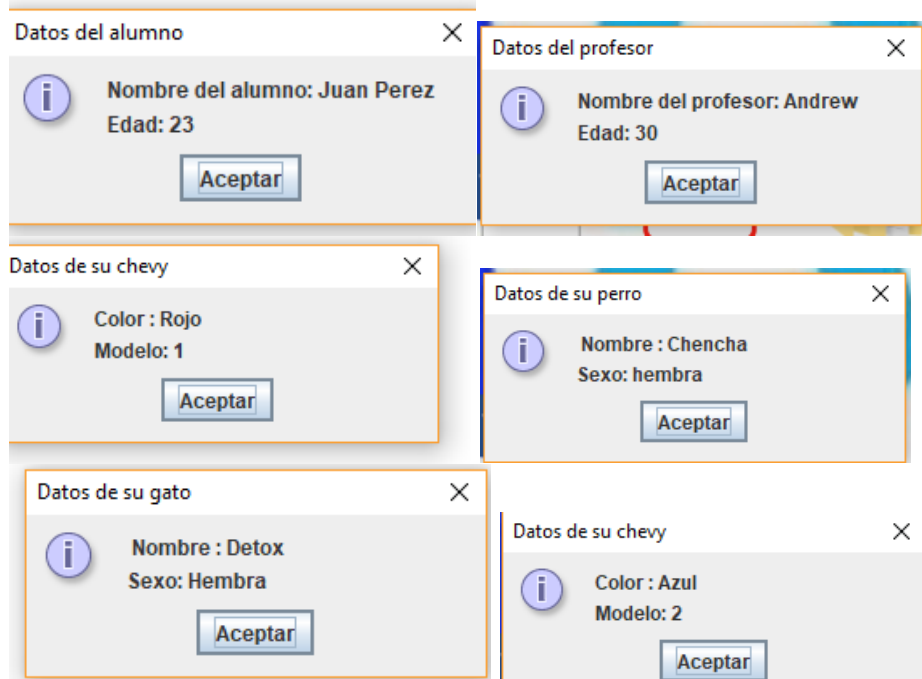 Datos del alumno
Nombre del alumno: Juan Perez
Edad: 23
Aceptar
Datos del profesor
Nombre del profesor: Andrew
Edad: 30
Aceptar
Datos de su chevy
Color : Rojo
Modelo: 1
Aceptar
Datos de su perro
Nombre : Chencha
Sexo: hembra
Aceptar
Datos de su gato
Nombre : Detox
Sexo: Hembra
Aceptar
Datos de su chevy
Color : Azul
Modelo: 2
Aceptar